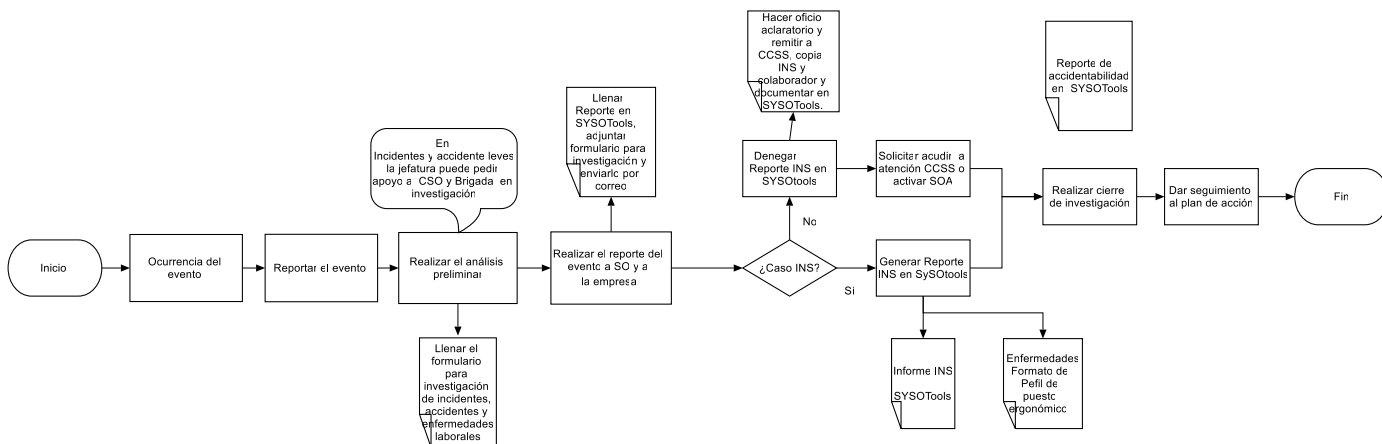 Hacer oficio
aclaratorio y
remitir a
CCSS, copia
INS y
colaborador y
documentar en
SYSOTools.
Reporte de
accidentabilidad
en SYSOTools
Llenar
Reporte en
SYSOTools,
adjuntar
formulario para
investigación y
enviarlo por
correo
En
Incidentes y accidente leves
la jefatura puede pedir
apoyo a CSO y Brigada en
investigación
Denegar
Reporte INS en
SYSOtools
Solicitar acudir a
atención CCSS o
activar SOA
Realizar cierre
de investigación
Dar seguimiento
al plan de acción
Fin
No
Inicio
Ocurrencia del
evento
Reportar el evento
Realizar el análisis
preliminar
Realizar el reporte del
evento a SO y a
la empresa
¿Caso INS?
Sí
Generar Reporte
INS en SySOtools
Llenar el
formulario
para
investigación
de incidentes,
accidentes y
enfermedades
laborales
Informe INS
SYSOTools
Enfermedades
Formato de
Pefil de
puesto
ergonómico